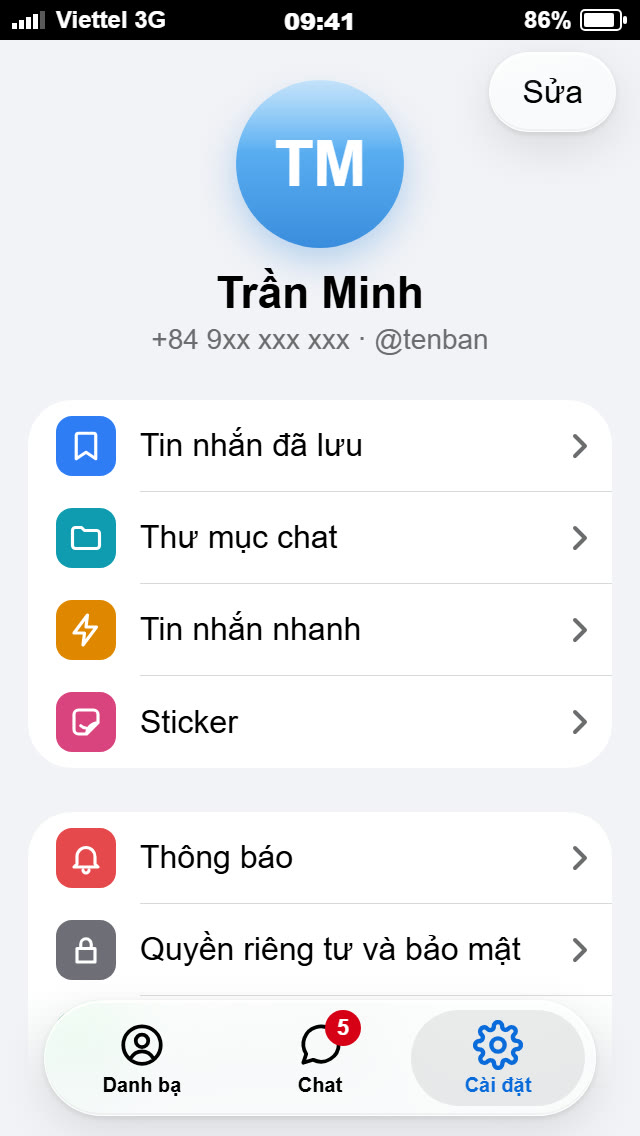 Viettel 3G 09:41 86%
Sửa
TM
Trần Minh
+84 9xx xxx xxx · @tenban
Tin nhắn đã lưu
Thư mục chat
Tin nhắn nhanh
Sticker
Thông báo
Quyền riêng tư và bảo mật
5
Danh bạ Chat Cài đặt